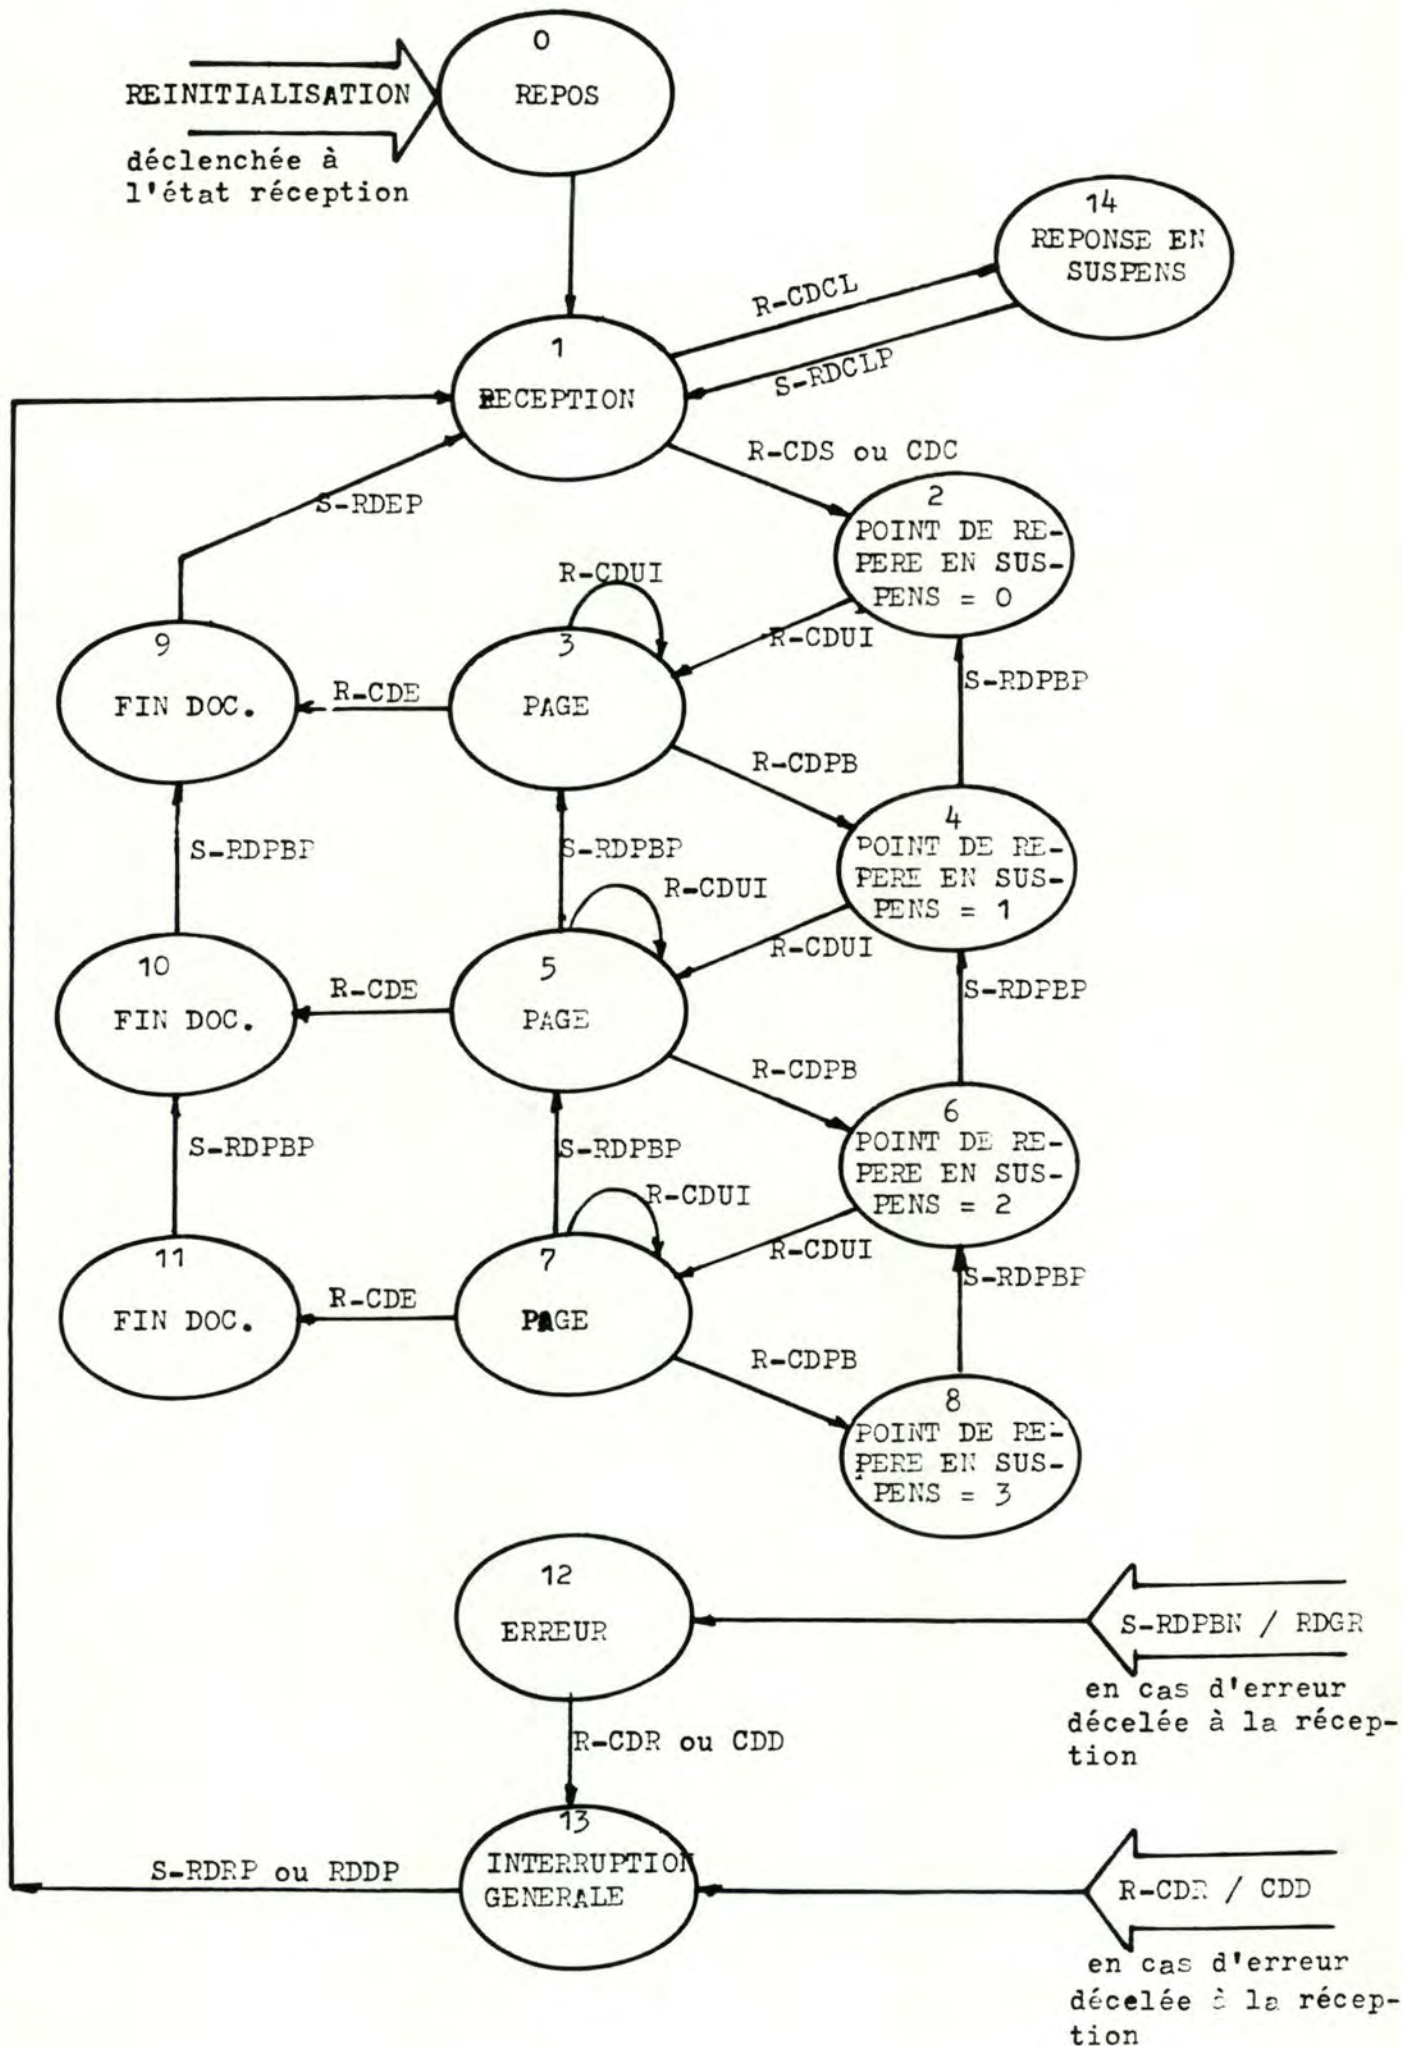 0
REPOS
REINITIALISATION
déclenchée à
l'état réception
14
REPONSE EN
SUSPENS
R-CDCL
S-RDCLP
1
RECEPTION
R-CDS ou CDC
S-RDEP
2
POINT DE RE-
PERE EN SUS-
PENS = 0
R-CDUI
R-CDUI
9
FIN DOC.
R-CDE
3
PAGE
S-RDPBP
R-CDPB
4
POINT DE RE-
PERE EN SUS-
PENS = 1
S-RDPBP
S-RDPBP
R-CDUI
R-CDUI
10
FIN DOC.
R-CDE
5
PAGE
S-RDPBP
R-CDPB
6
POINT DE RE-
PERE EN SUS-
PENS = 2
S-RDPBP
S-RDPBP
R-CDUI
R-CDUI
11
FIN DOC.
R-CDE
7
PAGE
S-RDPBP
R-CDPB
8
POINT DE RE-
PERE EN SUS-
PENS = 3
12
ERREUR
S-RDPBN / RDGR
en cas d'erreur
décelée à la récep-
tion
R-CDR ou CDD
13
INTERRUPTION
GENERALE
S-RDRP ou RDDP
R-CDR / CDD
en cas d'erreur
décelée à la récep-
tion